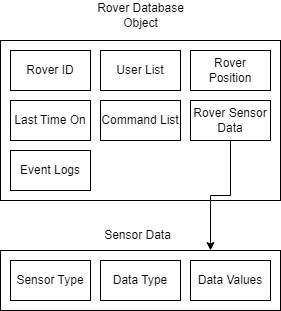 Rover Database
Object
Rover ID
User List
Rover
Position
Last Time On
Command List
Rover Sensor
Data
Event Logs
Sensor Data
Sensor Type
Data Type
Data Values